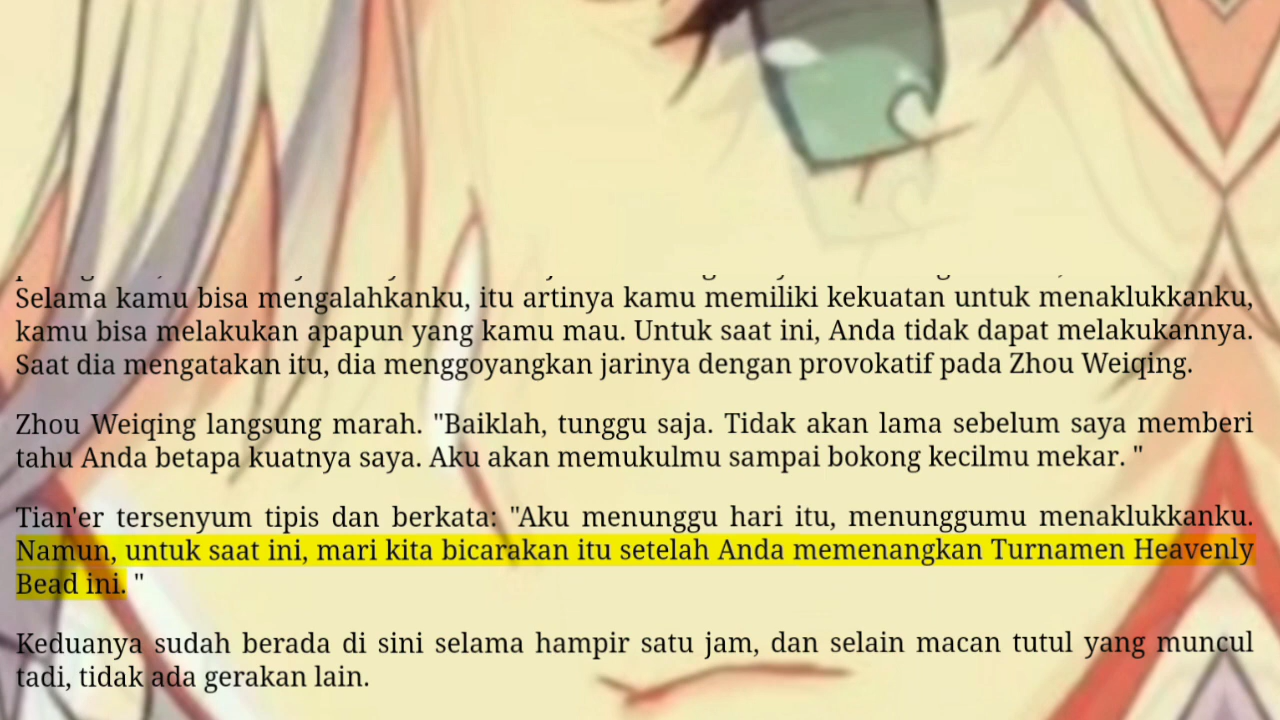 Selama kamu bisa mengalahkanku, itu artinya kamu memiliki kekuatan untuk menaklukkanku,
kamu bisa melakukan apapun yang kamu mau. Untuk saat ini, Anda tidak dapat melakukannya.
Saat dia mengatakan itu, dia menggoyangkan jarinya dengan provokatif pada Zhou Weiqing.
Zhou Weiqing langsung marah. "Baiklah, tunggu saja. Tidak akan lama sebelum saya memberi
tahu Anda betapa kuatnya saya. Aku akan memukulmu sampai bokong kecilmu mekar. "
Tian'er tersenyum tipis dan berkata: "Aku menunggu hari itu, menunggumu menaklukkanku.
Namun, untuk saat ini, mari kita bicarakan itu setelah Anda memenangkan Turnamen Heavenly
Bead ini. "
Keduanya sudah berada di sini selama hampir satu jam, dan selain macan tutul yang muncul
tadi, tidak ada gerakan lain.